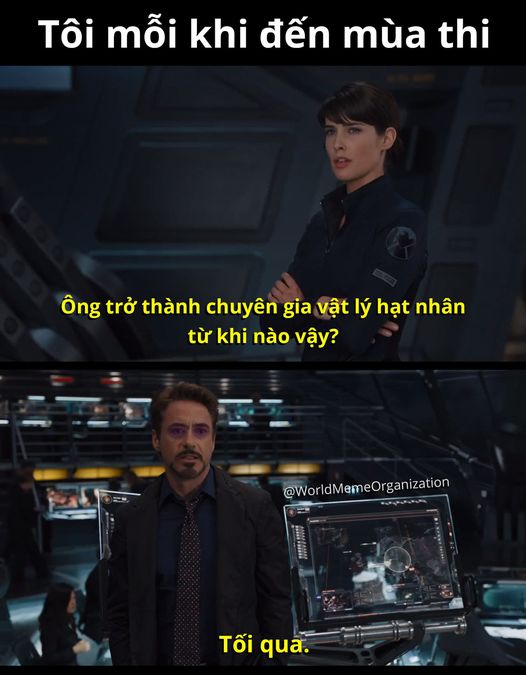 Tôi mỗi khi đến mùa thi
Ông trở thành chuyên gia vật lý hạt nhân
từ khi nào vậy?
@WorldMemeOrganization
Tối qua.